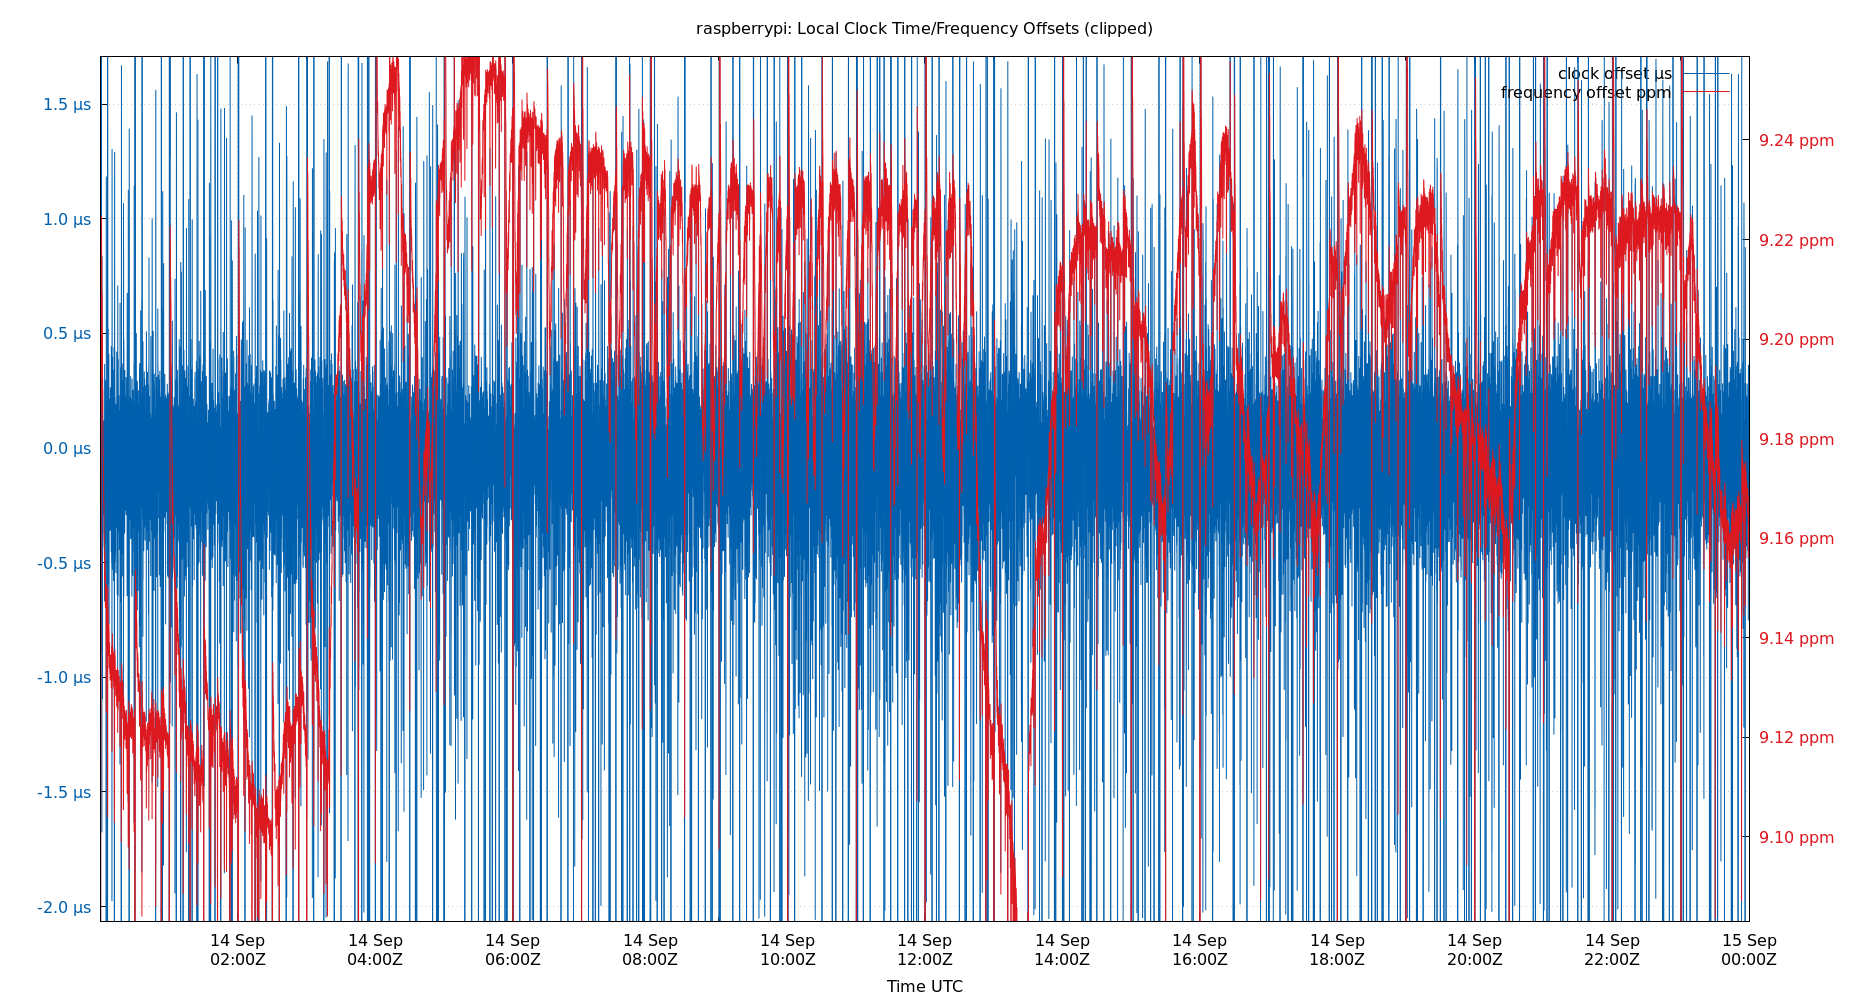 raspberrypi: Local Clock Time/Frequency Offsets (clipped)
clock offset µs
frequency offset ppm
1.5 µs
1.0 µs
0.5 µs
0.0 µs
-0.5 µs
-1.0 µs
-1.5 µs
-2.0 µs
9.24 ppm
9.22 ppm
9.20 ppm
9.18 ppm
9.16 ppm
9.14 ppm
9.12 ppm
9.10 ppm
14 Sep 14 Sep 14 Sep 14 Sep 14 Sep 14 Sep 14 Sep 14 Sep 14 Sep 14 Sep 14 Sep 15 Sep
02:00Z 04:00Z 06:00Z 08:00Z 10:00Z 12:00Z 14:00Z 16:00Z 18:00Z 20:00Z 22:00Z 00:00Z
Time UTC